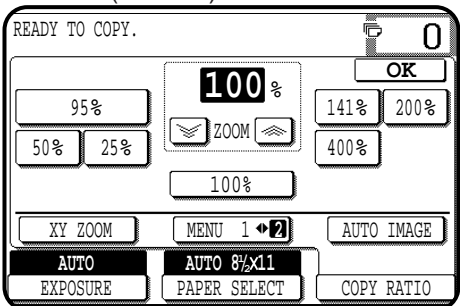 READY TO COPY.
0
OK
100 %
95%
141% 200%
ZOOM
50% 25%
400%
100%
XY ZOOM
MENU 1 2
AUTO IMAGE
AUTO
AUTO 8½X11
EXPOSURE
PAPER SELECT
COPY RATIO